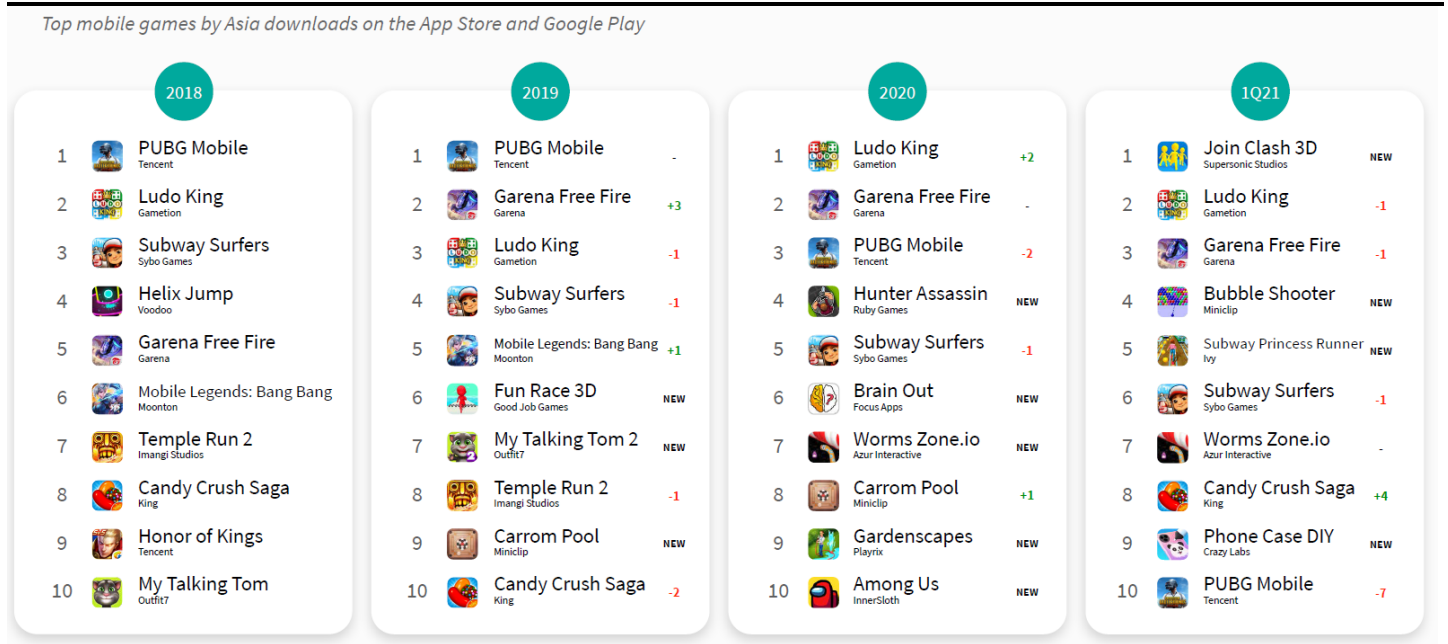 Top mobile games by Asia downloads on the App Store and Google Play
2018
1 PUBG Mobile
Tencent
2 Ludo King
Gametion
3 Subway Surfers
Sybo Games
4 Helix Jump
Voodoo
5 Garena Free Fire
Garena
6 Mobile Legends: Bang Bang
Moonton
7 Temple Run 2
Imangi Studios
8 Candy Crush Saga
King
9 Honor of Kings
Tencent
10 My Talking Tom
Outfit7
2019
1 PUBG Mobile -
Tencent
2 Garena Free Fire +3
Garena
3 Ludo King -1
Gametion
4 Subway Surfers -1
Sybo Games
5 Mobile Legends: Bang Bang +1
Moonton
6 Fun Race 3D NEW
Good Job Games
7 My Talking Tom 2 NEW
Outfit7
8 Temple Run 2 -1
Imangi Studios
9 Carrom Pool NEW
Miniclip
10 Candy Crush Saga -2
King
2020
1 Ludo King +2
Gametion
2 Garena Free Fire -
Garena
3 PUBG Mobile -2
Tencent
4 Hunter Assassin NEW
Ruby Games
5 Subway Surfers -1
Sybo Games
6 Brain Out NEW
Focus Apps
7 Worms Zone.io NEW
Azur Interactive
8 Carrom Pool +1
Miniclip
9 Gardenscapes NEW
Playrix
10 Among Us NEW
InnerSloth
1Q21
1 Join Clash 3D NEW
Supersonic Studios
2 Ludo King -1
Gametion
3 Garena Free Fire -1
Garena
4 Bubble Shooter NEW
Miniclip
5 Subway Princess Runner NEW
Ivy
6 Subway Surfers -1
Sybo Games
7 Worms Zone.io -
Azur Interactive
8 Candy Crush Saga +4
King
9 Phone Case DIY NEW
Crazy Labs
10 PUBG Mobile -7
Tencent